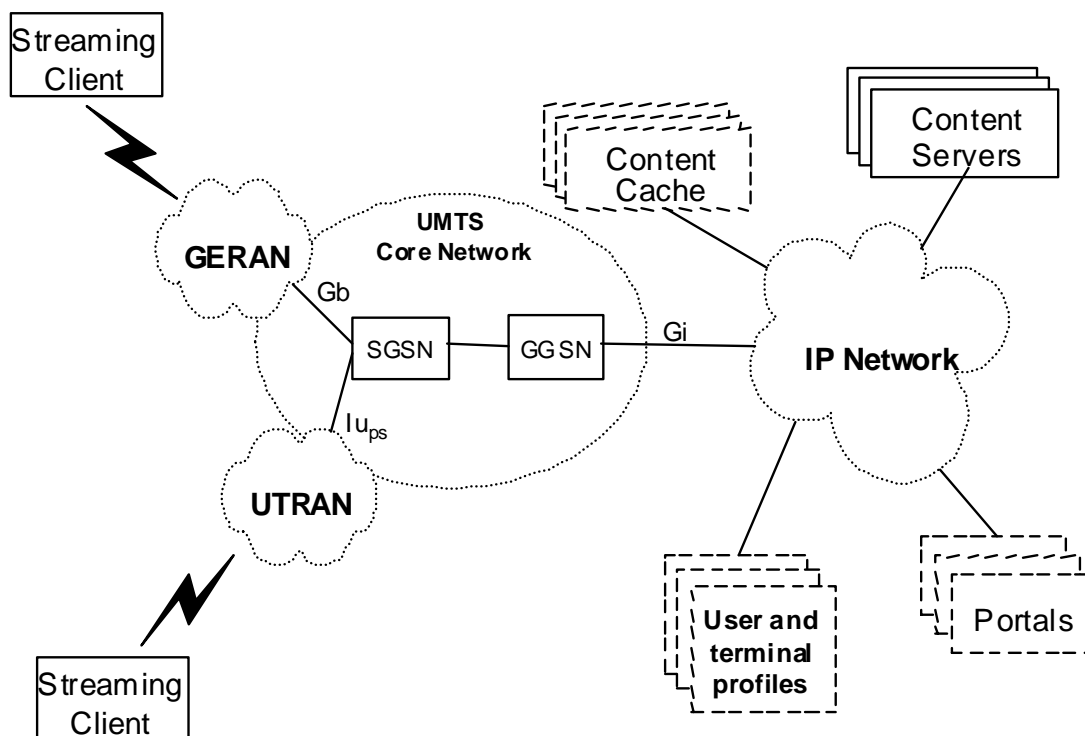 Streaming
Client
Content
Servers
Content
Cache
UMTS
Core Network
GERAN
Gb
SGSN
GGSN
Gi
IP Network
Iups
UTRAN
User and
terminal
profiles
Portals
Streaming
Client